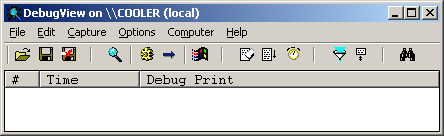 DebugView on \\COOLER (local)
File Edit Capture Options Computer Help
# Time Debug Print